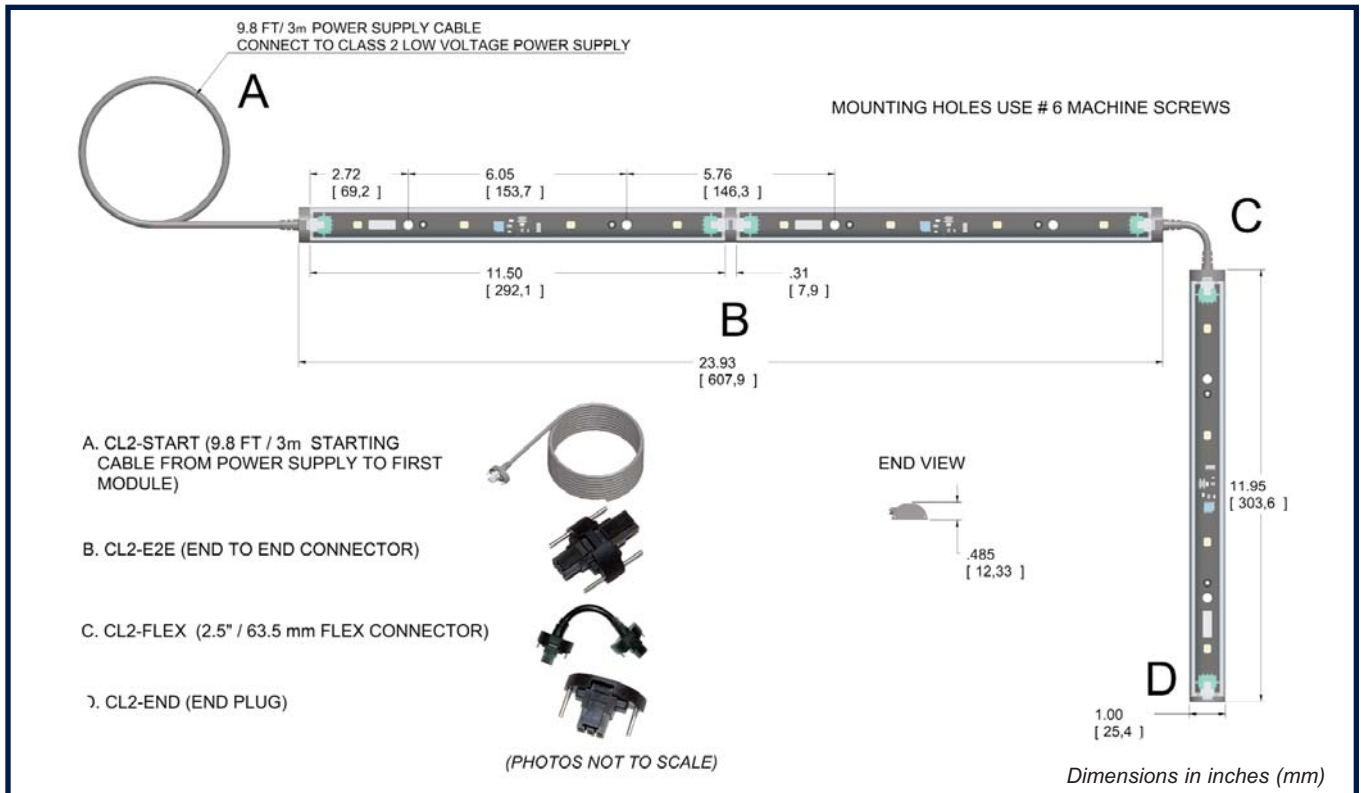 9.8 FT/ 3m POWER SUPPLY CABLE
CONNECT TO CLASS 2 LOW VOLTAGE POWER SUPPLY
A
MOUNTING HOLES USE # 6 MACHINE SCREWS
2.72
[ 69,2 ]
6.05
[ 153,7 ]
5.76
[ 146,3 ]
C
11.50
[ 292,1 ]
.31
[ 7,9 ]
B
23.93
[ 607,9 ]
A. CL2-START (9.8 FT / 3m STARTING
CABLE FROM POWER SUPPLY TO FIRST
MODULE)
END VIEW
.485
[ 12,33 ]
11.95
[ 303,6 ]
B. CL2-E2E (END TO END CONNECTOR)
C. CL2-FLEX (2.5" / 63.5 mm FLEX CONNECTOR)
D. CL2-END (END PLUG)
D
1.00
[ 25,4 ]
(PHOTOS NOT TO SCALE)
Dimensions in inches (mm)